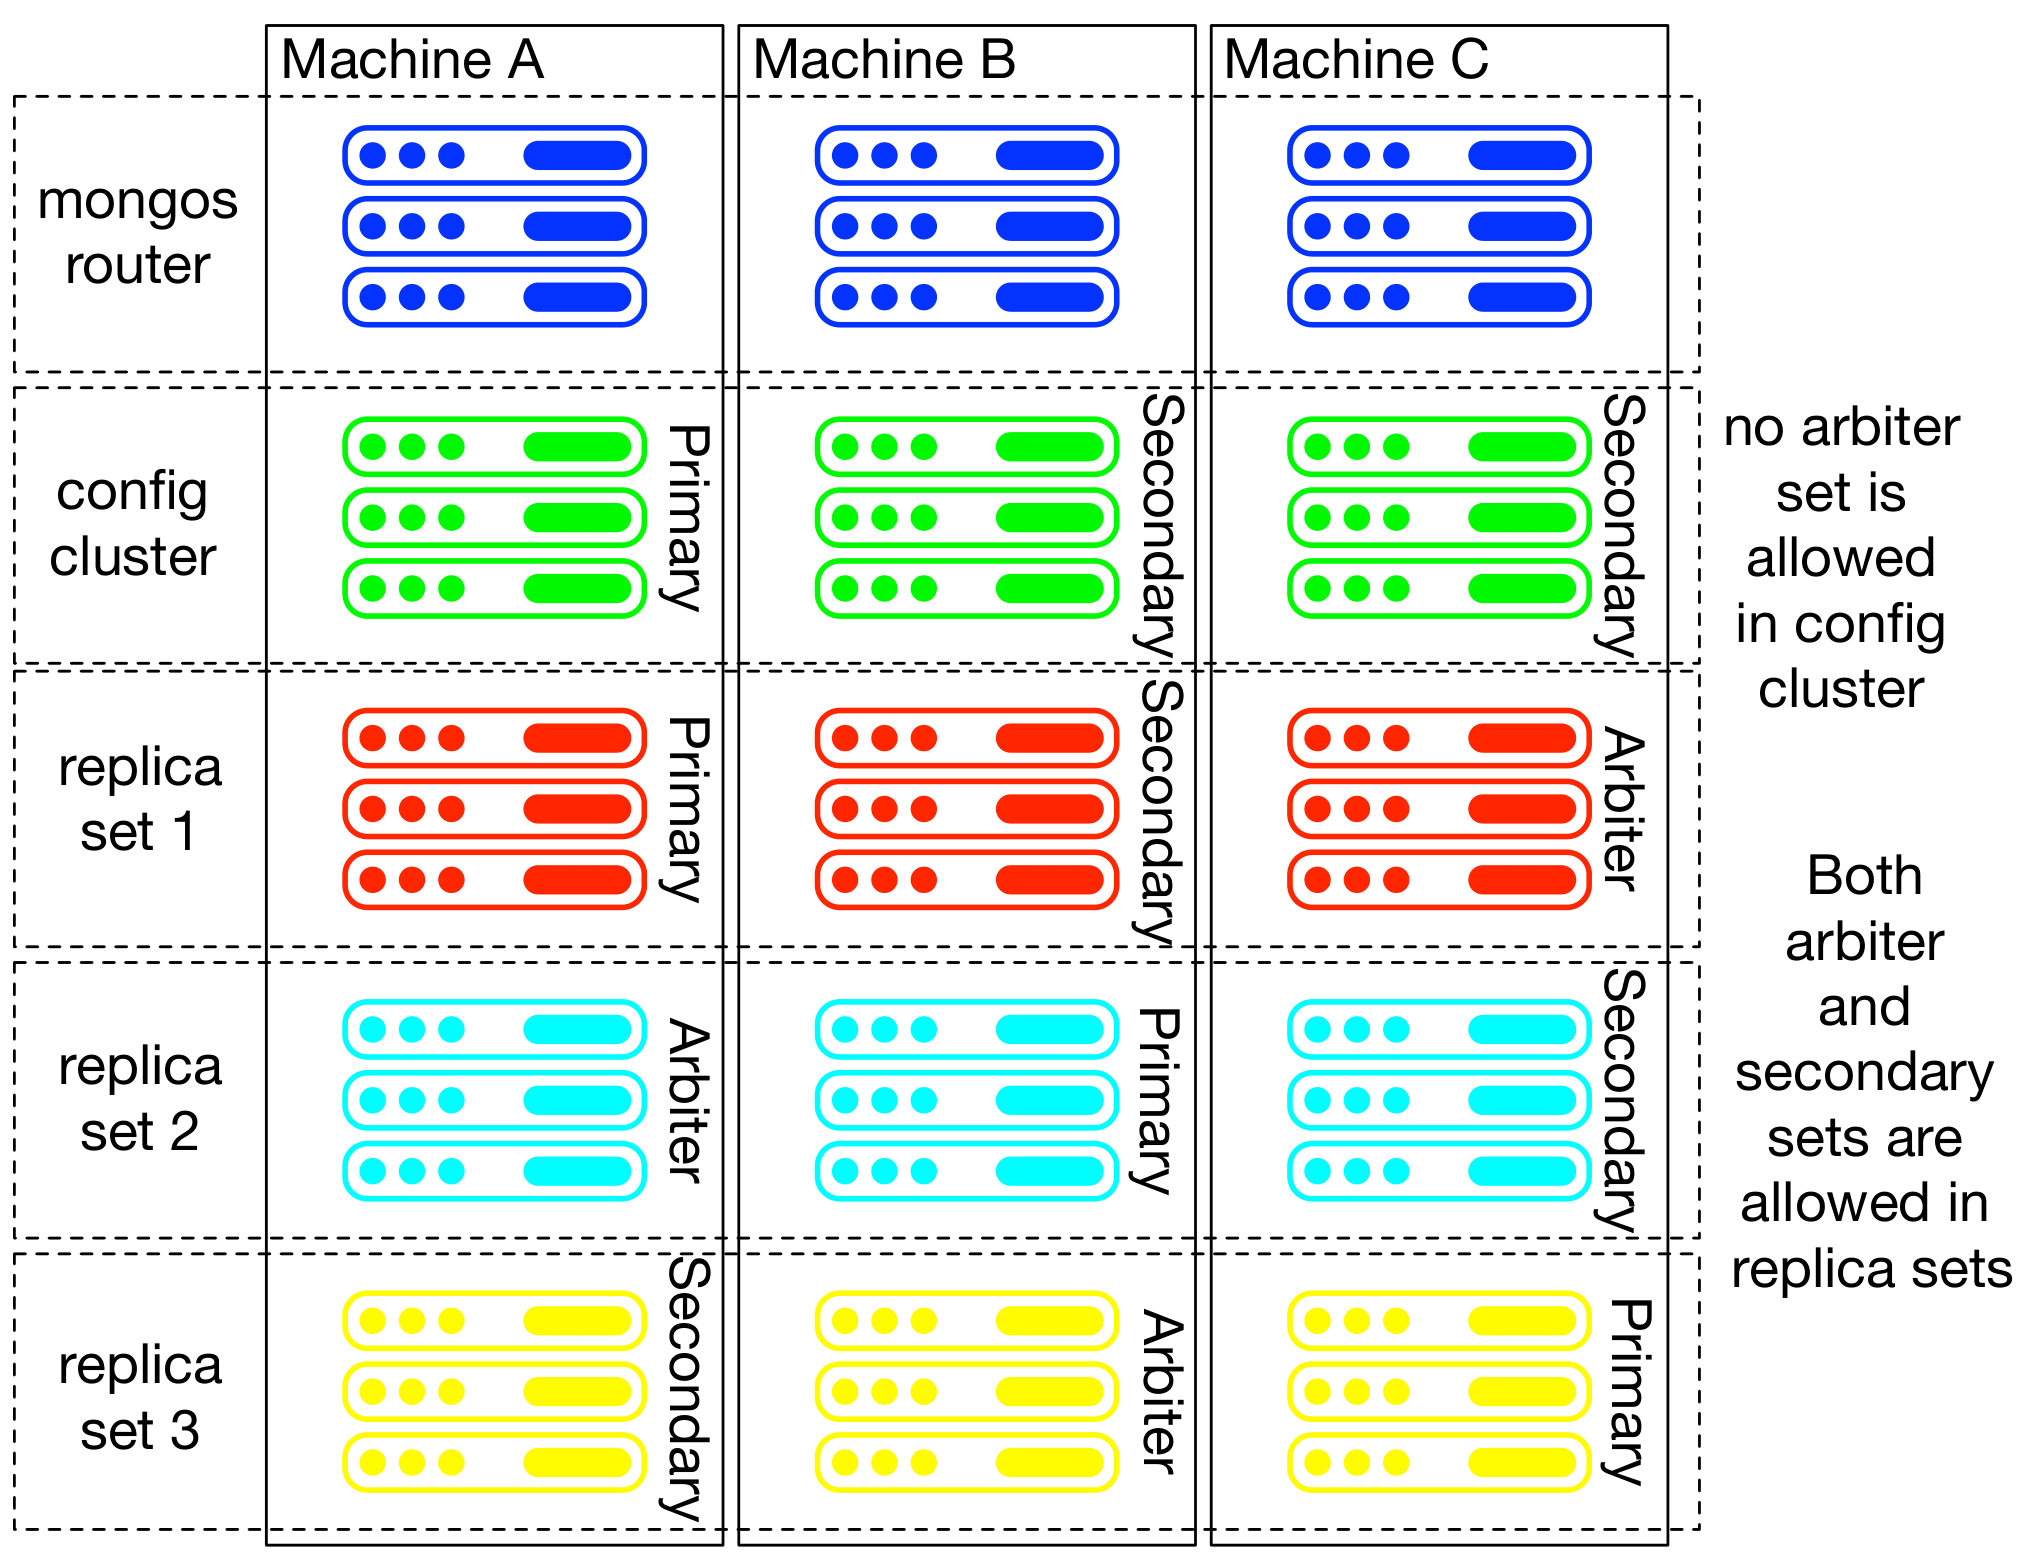 Machine A
Machine B
Machine C
mongos
router
config
cluster
Primary
Secondary
Secondary
no arbiter
set is
allowed
in config
cluster
replica
set 1
Primary
Secondary
Arbiter
replica
set 2
Arbiter
Primary
Secondary
Both
arbiter
and
secondary
sets are
allowed in
replica sets
replica
set 3
Secondary
Arbiter
Primary